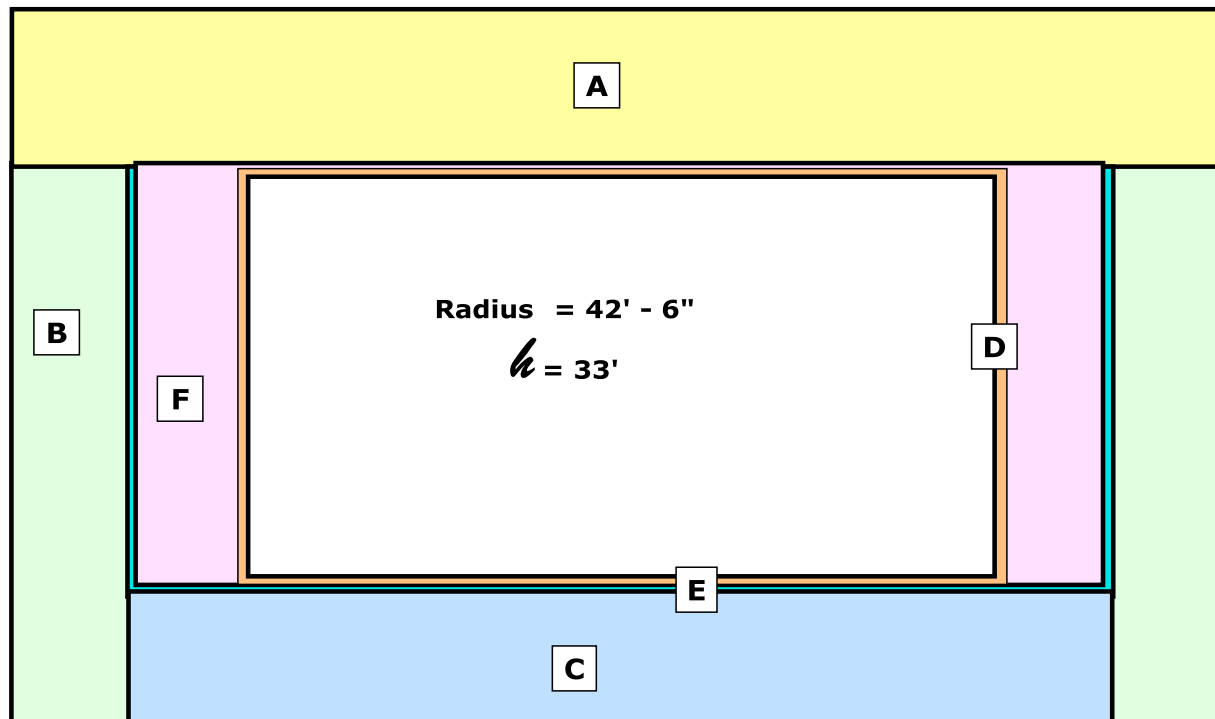 A
Radius = 42' - 6"
h = 33'
B
D
F
E
C